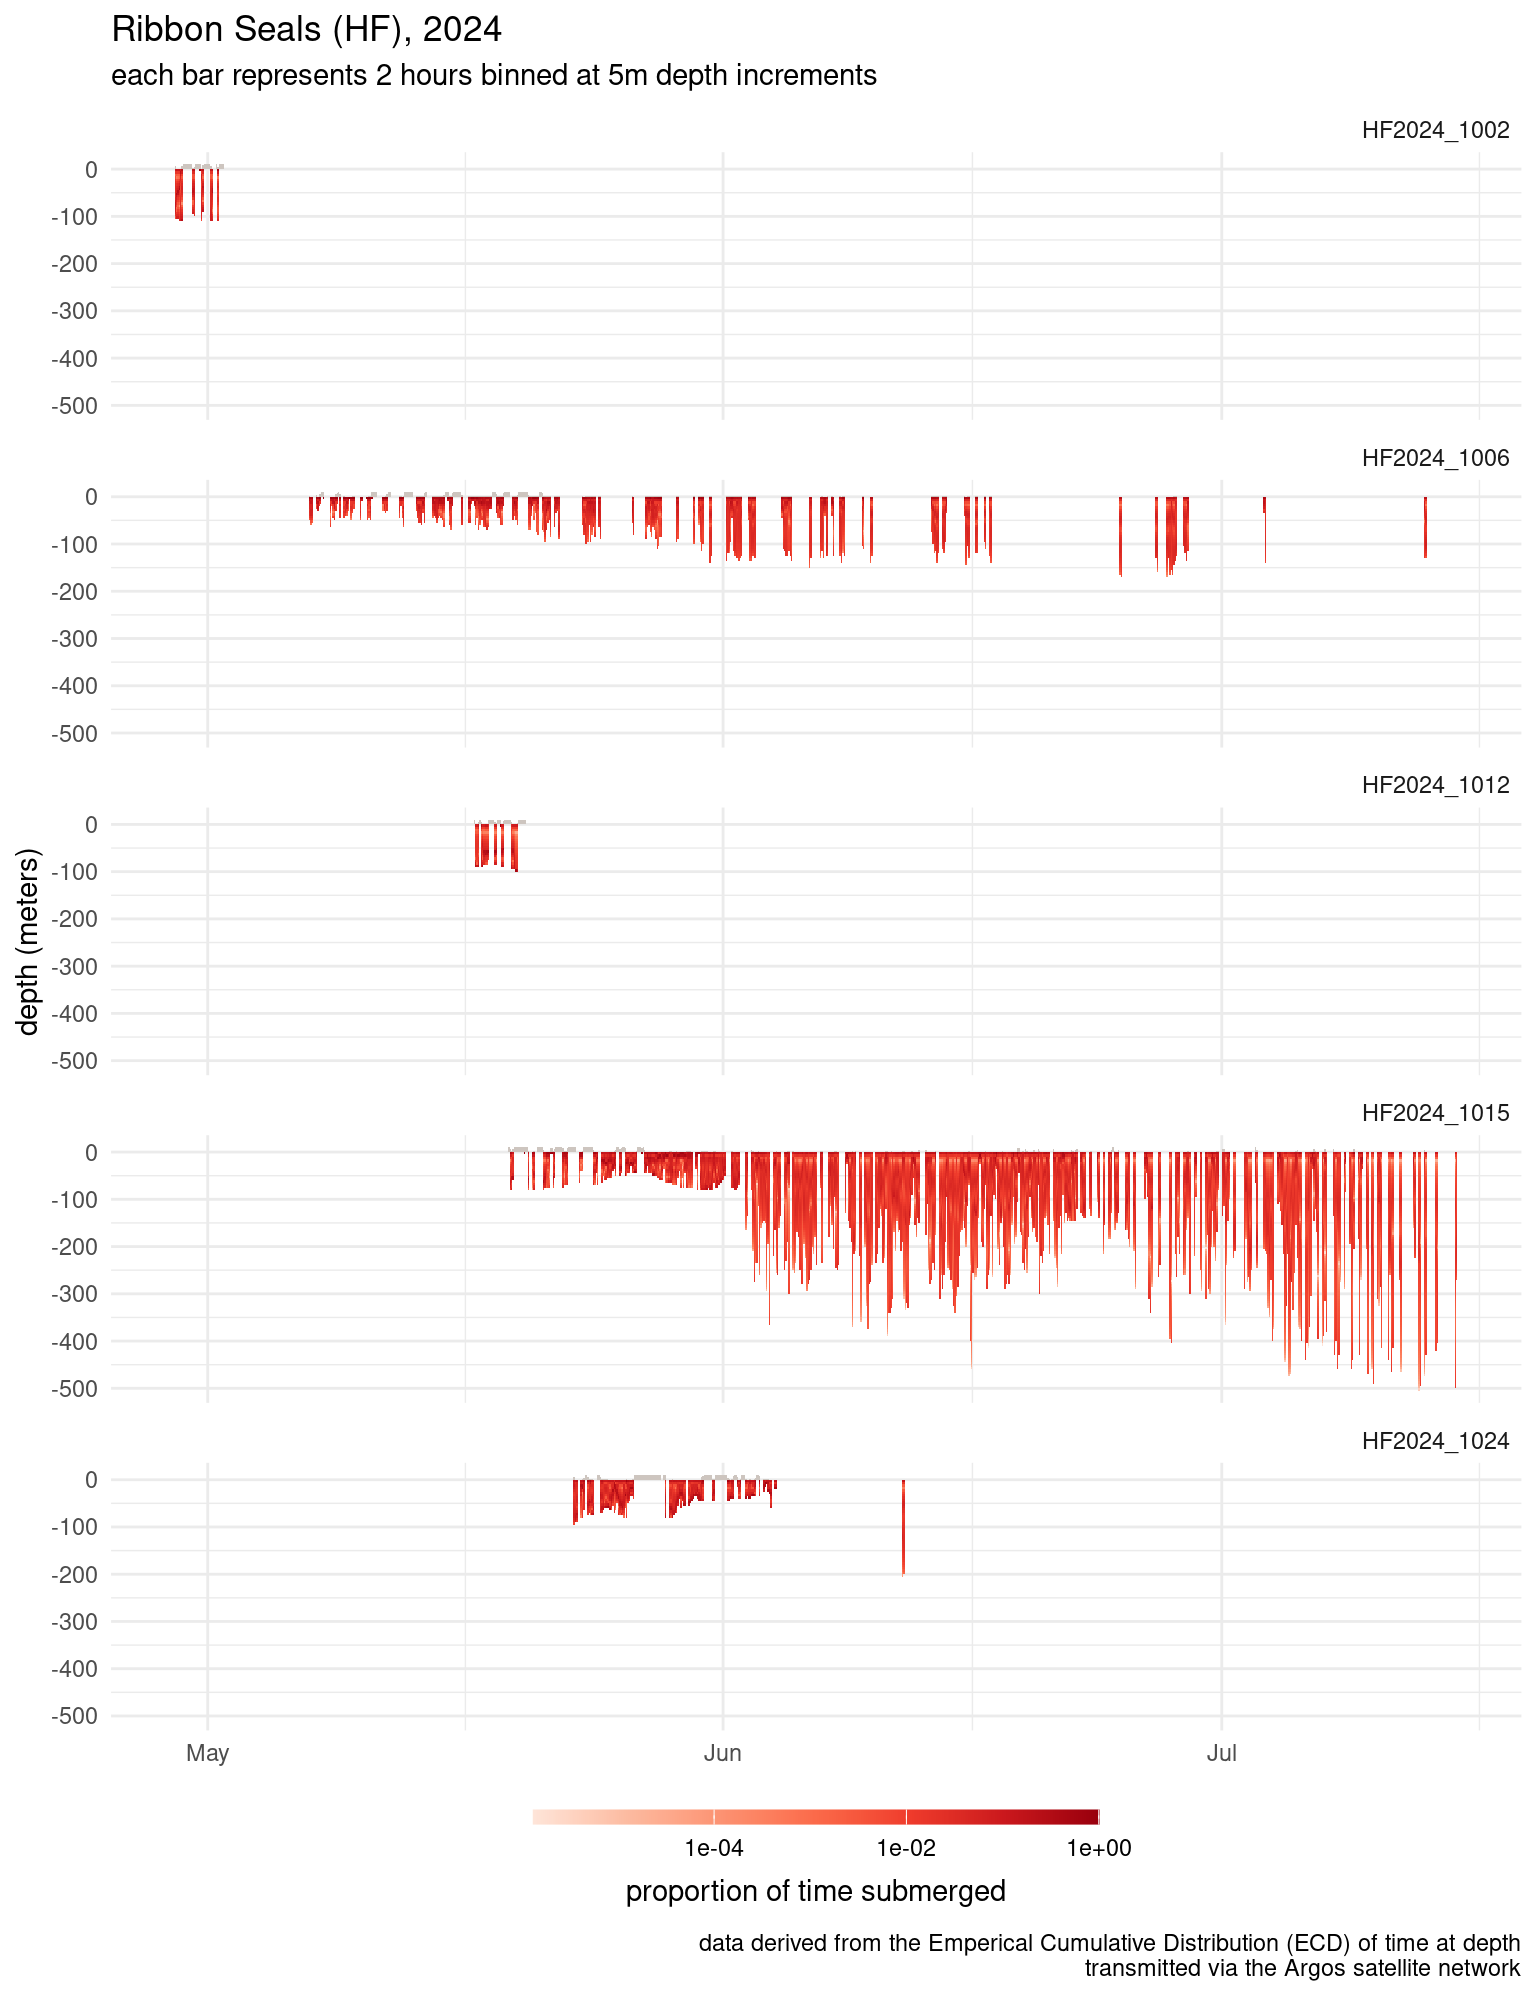 Ribbon Seals (HF), 2024
each bar represents 2 hours binned at 5m depth increments
HF2024_1002
0
-100
-200
-300
-400
-500
HF2024_1006
0
-100
-200
-300
-400
-500
HF2024_1012
0
-100
-200
-300
-400
-500
depth (meters)
HF2024_1015
0
-100
-200
-300
-400
-500
HF2024_1024
0
-100
-200
-300
-400
-500
May Jun Jul
1e-04 1e-02 1e+00
proportion of time submerged
data derived from the Emperical Cumulative Distribution (ECD) of time at depth
transmitted via the Argos satellite network